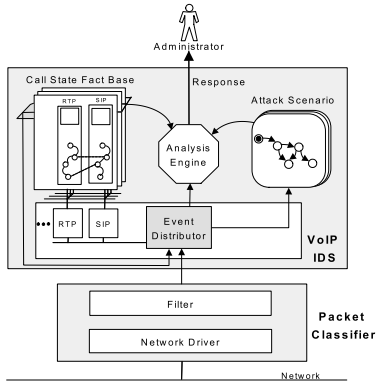 Administrator
Call State Fact Base
Response
RTP
SIP
Attack Scenario
Analysis
Engine
RTP
SIP
Event
Distributor
VoIP
IDS
Filter
Packet
Classifier
Network Driver
Network